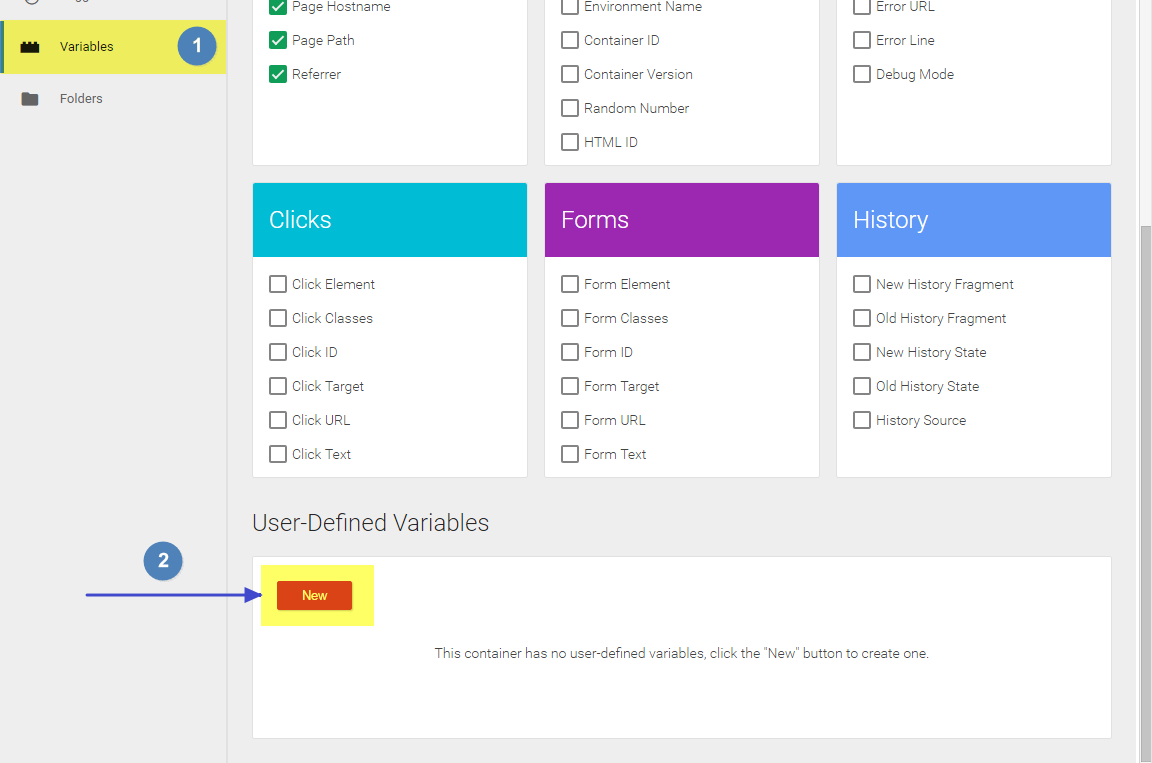 Variables
1
Folders
Page Hostname
Page Path
Referrer
Environment Name
Container ID
Container Version
Random Number
HTML ID
Error URL
Error Line
Debug Mode
Clicks
Click Element
Click Classes
Click ID
Click Target
Click URL
Click Text
Forms
Form Element
Form Classes
Form ID
Form Target
Form URL
Form Text
History
New History Fragment
Old History Fragment
New History State
Old History State
History Source
User-Defined Variables
2
New
This container has no user-defined variables, click the "New" button to create one.